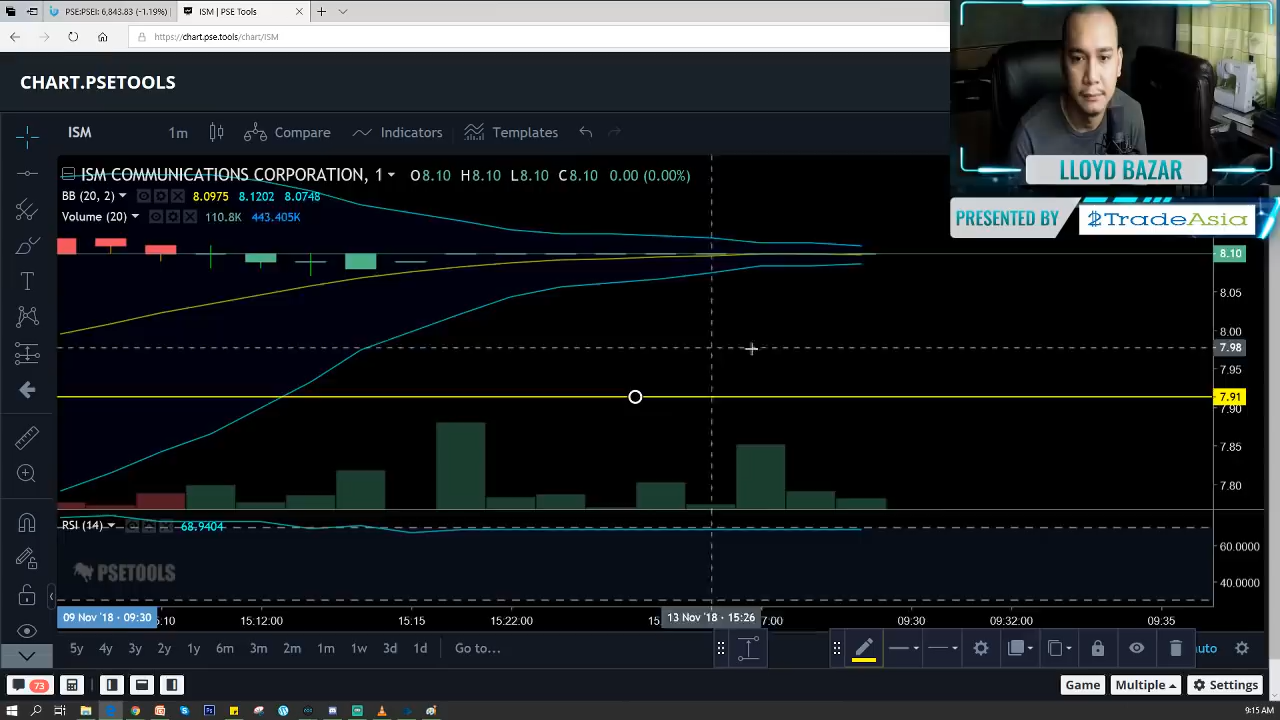 PSE:PSEI: 6,843.83 (-1.19%)
ISM | PSE Tools
https://chart.pse.tools/chart/ISM
CHART.PSETOOLS
ISM
1m
Compare
Indicators
Templates
ISM COMMUNICATIONS CORPORATION, 1
O8.10 H8.10 L8.10 C8.10 0.00 (0.00%)
BB (20, 2)
8.0975 8.1202 8.0748
Volume (20)
110.8K 443.405K
LLOYD BAZAR
PRESENTED BY
TradeAsia
8.10
8.05
8.00
7.98
7.95
7.91
7.90
7.85
7.80
RSI (14)
68.9404
60.0000
40.0000
PSETOOLS
09 Nov '18 - 09:30
15:12:00
15:15
15:22:00
13 Nov '18 - 15:26
09:30
09:32:00
09:35
5y 4y 3y 2y 1y 6m 3m 2m 1m 1w 3d 1d Go to...
73
Game
Multiple
Settings
9:15 AM